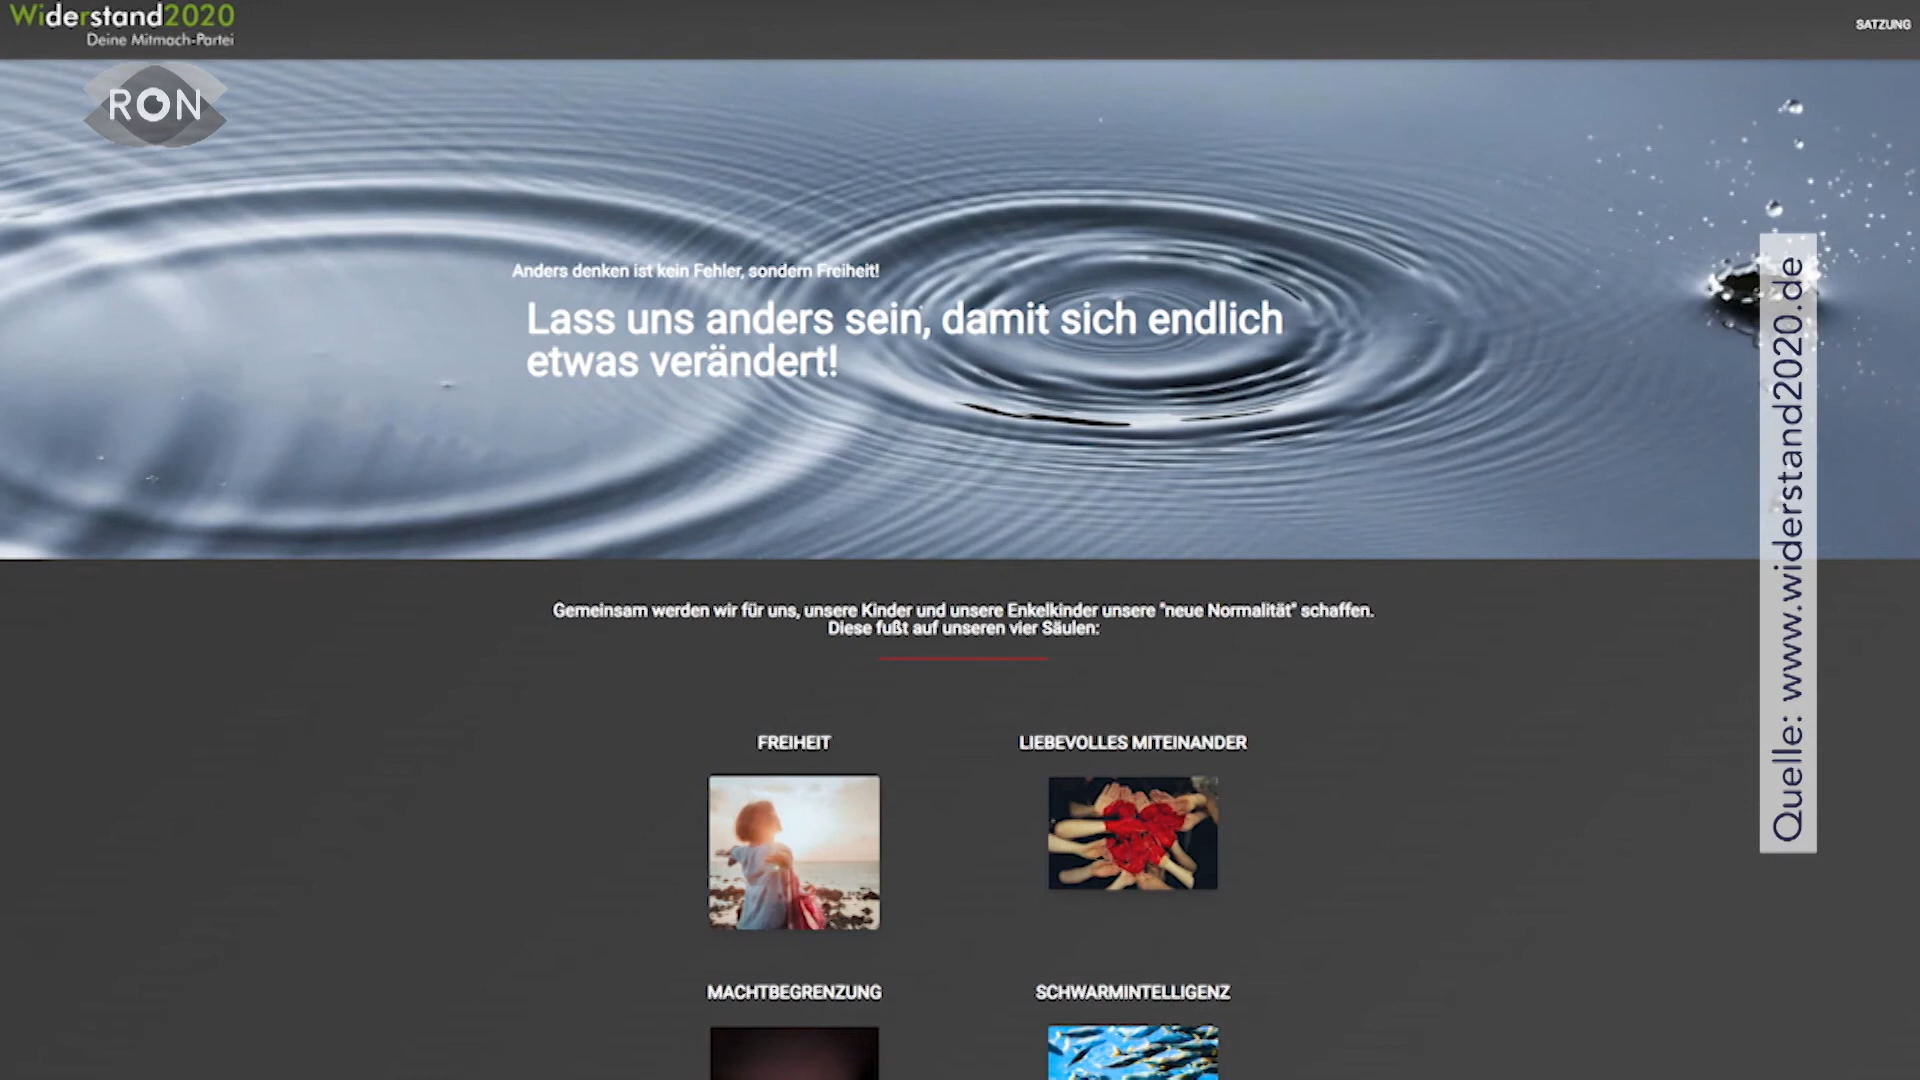 Widerstand2020
Deine Mitmach-Partei
SATZUNG
RON
Anders denken ist kein Fehler, sondern Freiheit!
Lass uns anders sein, damit sich endlich
etwas verändert!
Quelle: www.widerstand2020.de
Gemeinsam werden wir für uns, unsere Kinder und unsere Enkelkinder unsere "neue Normalität" schaffen.
Diese fußt auf unseren vier Säulen:
FREIHEIT
LIEBEVOLLES MITEINANDER
MACHTBEGRENZUNG
SCHWARMINTELLIGENZ